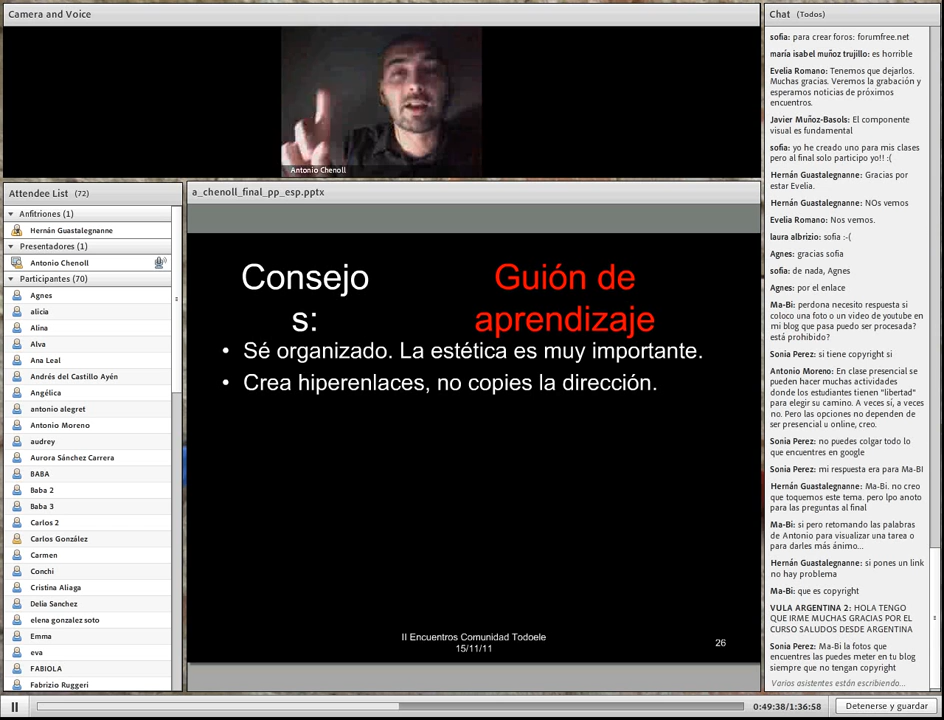 Camera and Voice
Antonio Chenoll
Attendee List (72)
Anfitriones (1)
Hernán Guastalegnanne
Presentadores (1)
Antonio Chenoll
Participantes (70)
Agnes
alicia
Alina
Alva
Ana Leal
Andrés del Castillo Ayén
Angélica
antonio alegret
Antonio Moreno
audrey
Aurora Sánchez Carrera
BABA
Baba 2
Baba 3
Carlos 2
Carlos González
Carmen
Conchi
Cristina Aliaga
Delia Sanchez
elena gonzalez soto
Emma
eva
FABIOLA
Fabrizio Ruggeri
a_chenoll_final_pp_esp.pptx
Consejo
s:
Guión de
aprendizaje
• Sé organizado. La estética es muy importante.
• Crea hiperenlaces, no copies la dirección.
II Encuentros Comunidad Todoele
15/11/11
26
Chat (Todos)
sofia: para crear foros: forumfree.net
maría isabel muñoz trujillo: es horrible
Evelia Romano: Tenemos que dejarlos.
Muchas gracias. Veremos la grabación y
esperamos noticias de próximos
encuentros.
Javier Muñoz-Basols: El componente
visual es fundamental
sofia: yo he creado uno para mis clases
pero al final solo participo yo!! :(
Hernán Guastalegnanne: Gracias por
estar Evelia.
Hernán Guastalegnanne: NOs vemos
Evelia Romano: Nos vemos.
laura albrizio: sofia :-(
Agnes: gracias sofia
sofia: de nada, Agnes
Agnes: por el enlace
Ma-Bi: perdona necesito respuesta si
coloco una foto o un video de youtube en
mi blog que pasa puedo ser procesada?
está prohibido?
Sonia Perez: si tiene copyright si
Antonio Moreno: En clase presencial se
pueden hacer muchas actividades
donde los estudiantes tienen "libertad"
para elegir su camino. A veces sí, a veces
no. Pero las opciones no dependen de
ser presencial u online, creo.
Sonia Perez: no puedes colgar todo lo
que encuentres en google
Sonia Perez: mi respuesta era para Ma-BI
Hernán Guastalegnanne: Ma-Bi. no creo
que toquemos este tema. pero lpo anoto
para las preguntas al final
Ma-Bi: si pero retomando las palabras
de Antonio para visualizar una tarea o
para darles más ánimo...
Hernán Guastalegnanne: si pones un link
no hay problema
Ma-Bi: que es copyright
VULA ARGENTINA 2: HOLA TENGO
QUE IRME MUCHAS GRACIAS POR EL
CURSO SALUDOS DESDE ARGENTINA
Sonia Perez: Ma-Bi la fotos que
encuentres las puedes meter en tu blog
siempre que no tengan copyright
Varios asistentes están escribiendo...
0:49:38/1:36:58
Detenerse y guardar